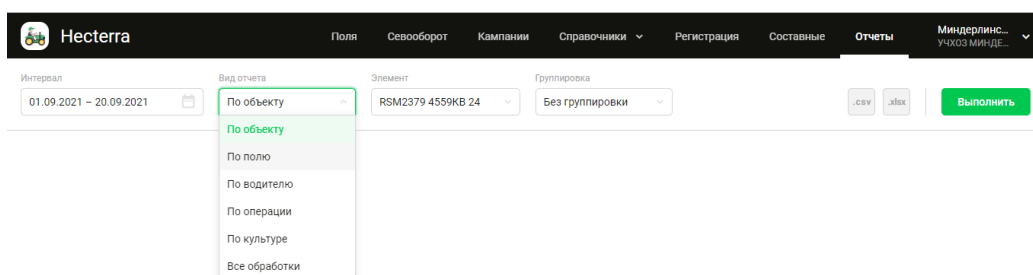 Hecterra
Поля Севооборот Кампании Справочники Регистрация Составные Отчеты Миндерлинс...
УЧХОЗ МИНДЕ...
Интервал Вид отчета Элемент Группировка
01.09.2021 – 20.09.2021 По объекту RSM2379 4559КВ 24 Без группировки .csv .xlsx Выполнить
По объекту
По полю
По водителю
По операции
По культуре
Все обработки